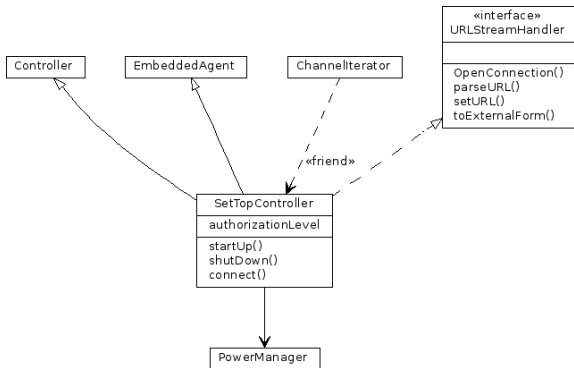 «interface»
URLStreamHandler
OpenConnection()
parseURL()
setURL()
toExternalForm()
Controller
EmbeddedAgent
ChannelIterator
«friend»
SetTopController
authorizationLevel
startUp()
shutDown()
connect()
PowerManager